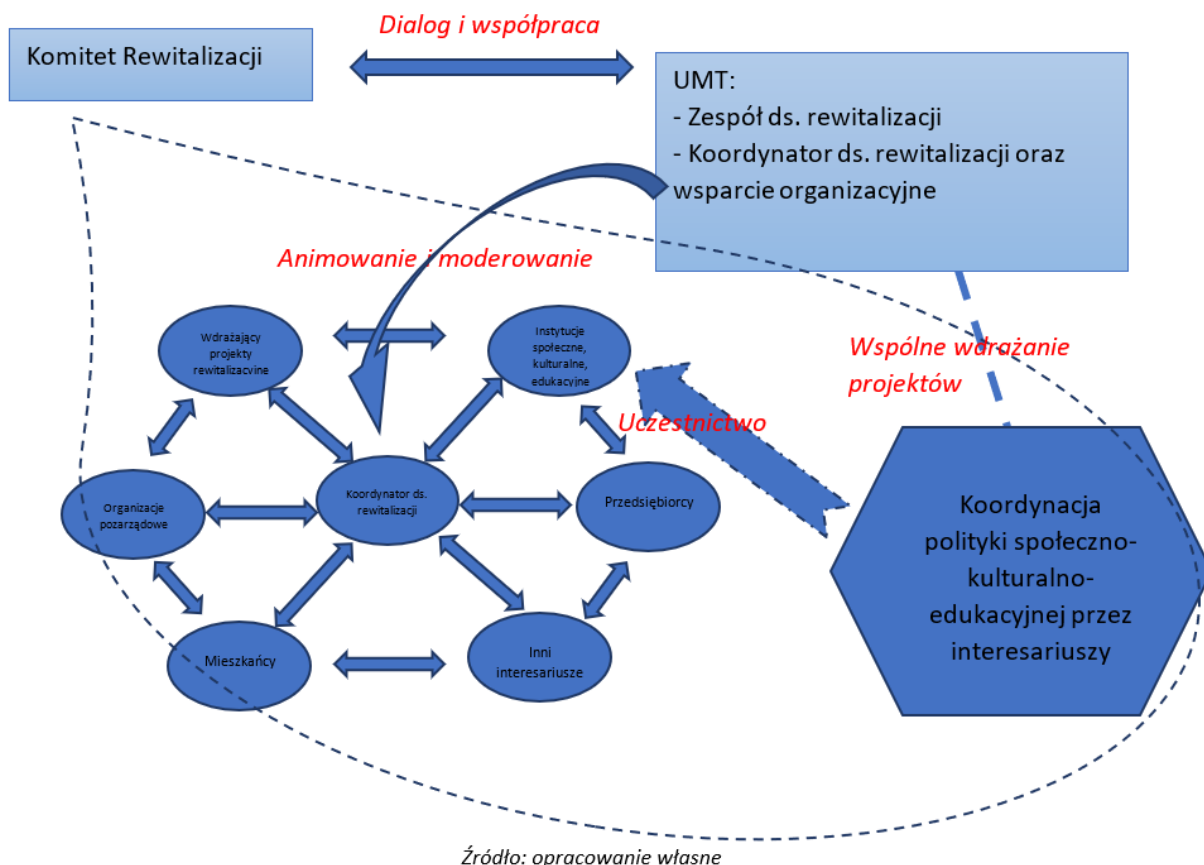 Dialog i współpraca
Komitet Rewitalizacji
UMT:
- Zespół ds. rewitalizacji
- Koordynator ds. rewitalizacji oraz
wsparcie organizacyjne
Animowanie i moderowanie
Wdrażający
projekty
rewitalizacvine
Instytucje
społeczne,
kulturalne,
edukacyjne
Wspólne wdrażanie
projektów
Uczestnictwo
Organizacje
pozarządowe
Koordynator ds.
rewitalizacji
Przedsiębiorcy
Koordynacja
polityki społeczno-
kulturalno-
edukacyjnej przez
interesariuszy
Mieszkańcy
Inni
interesariusze
Źródło: opracowanie własne